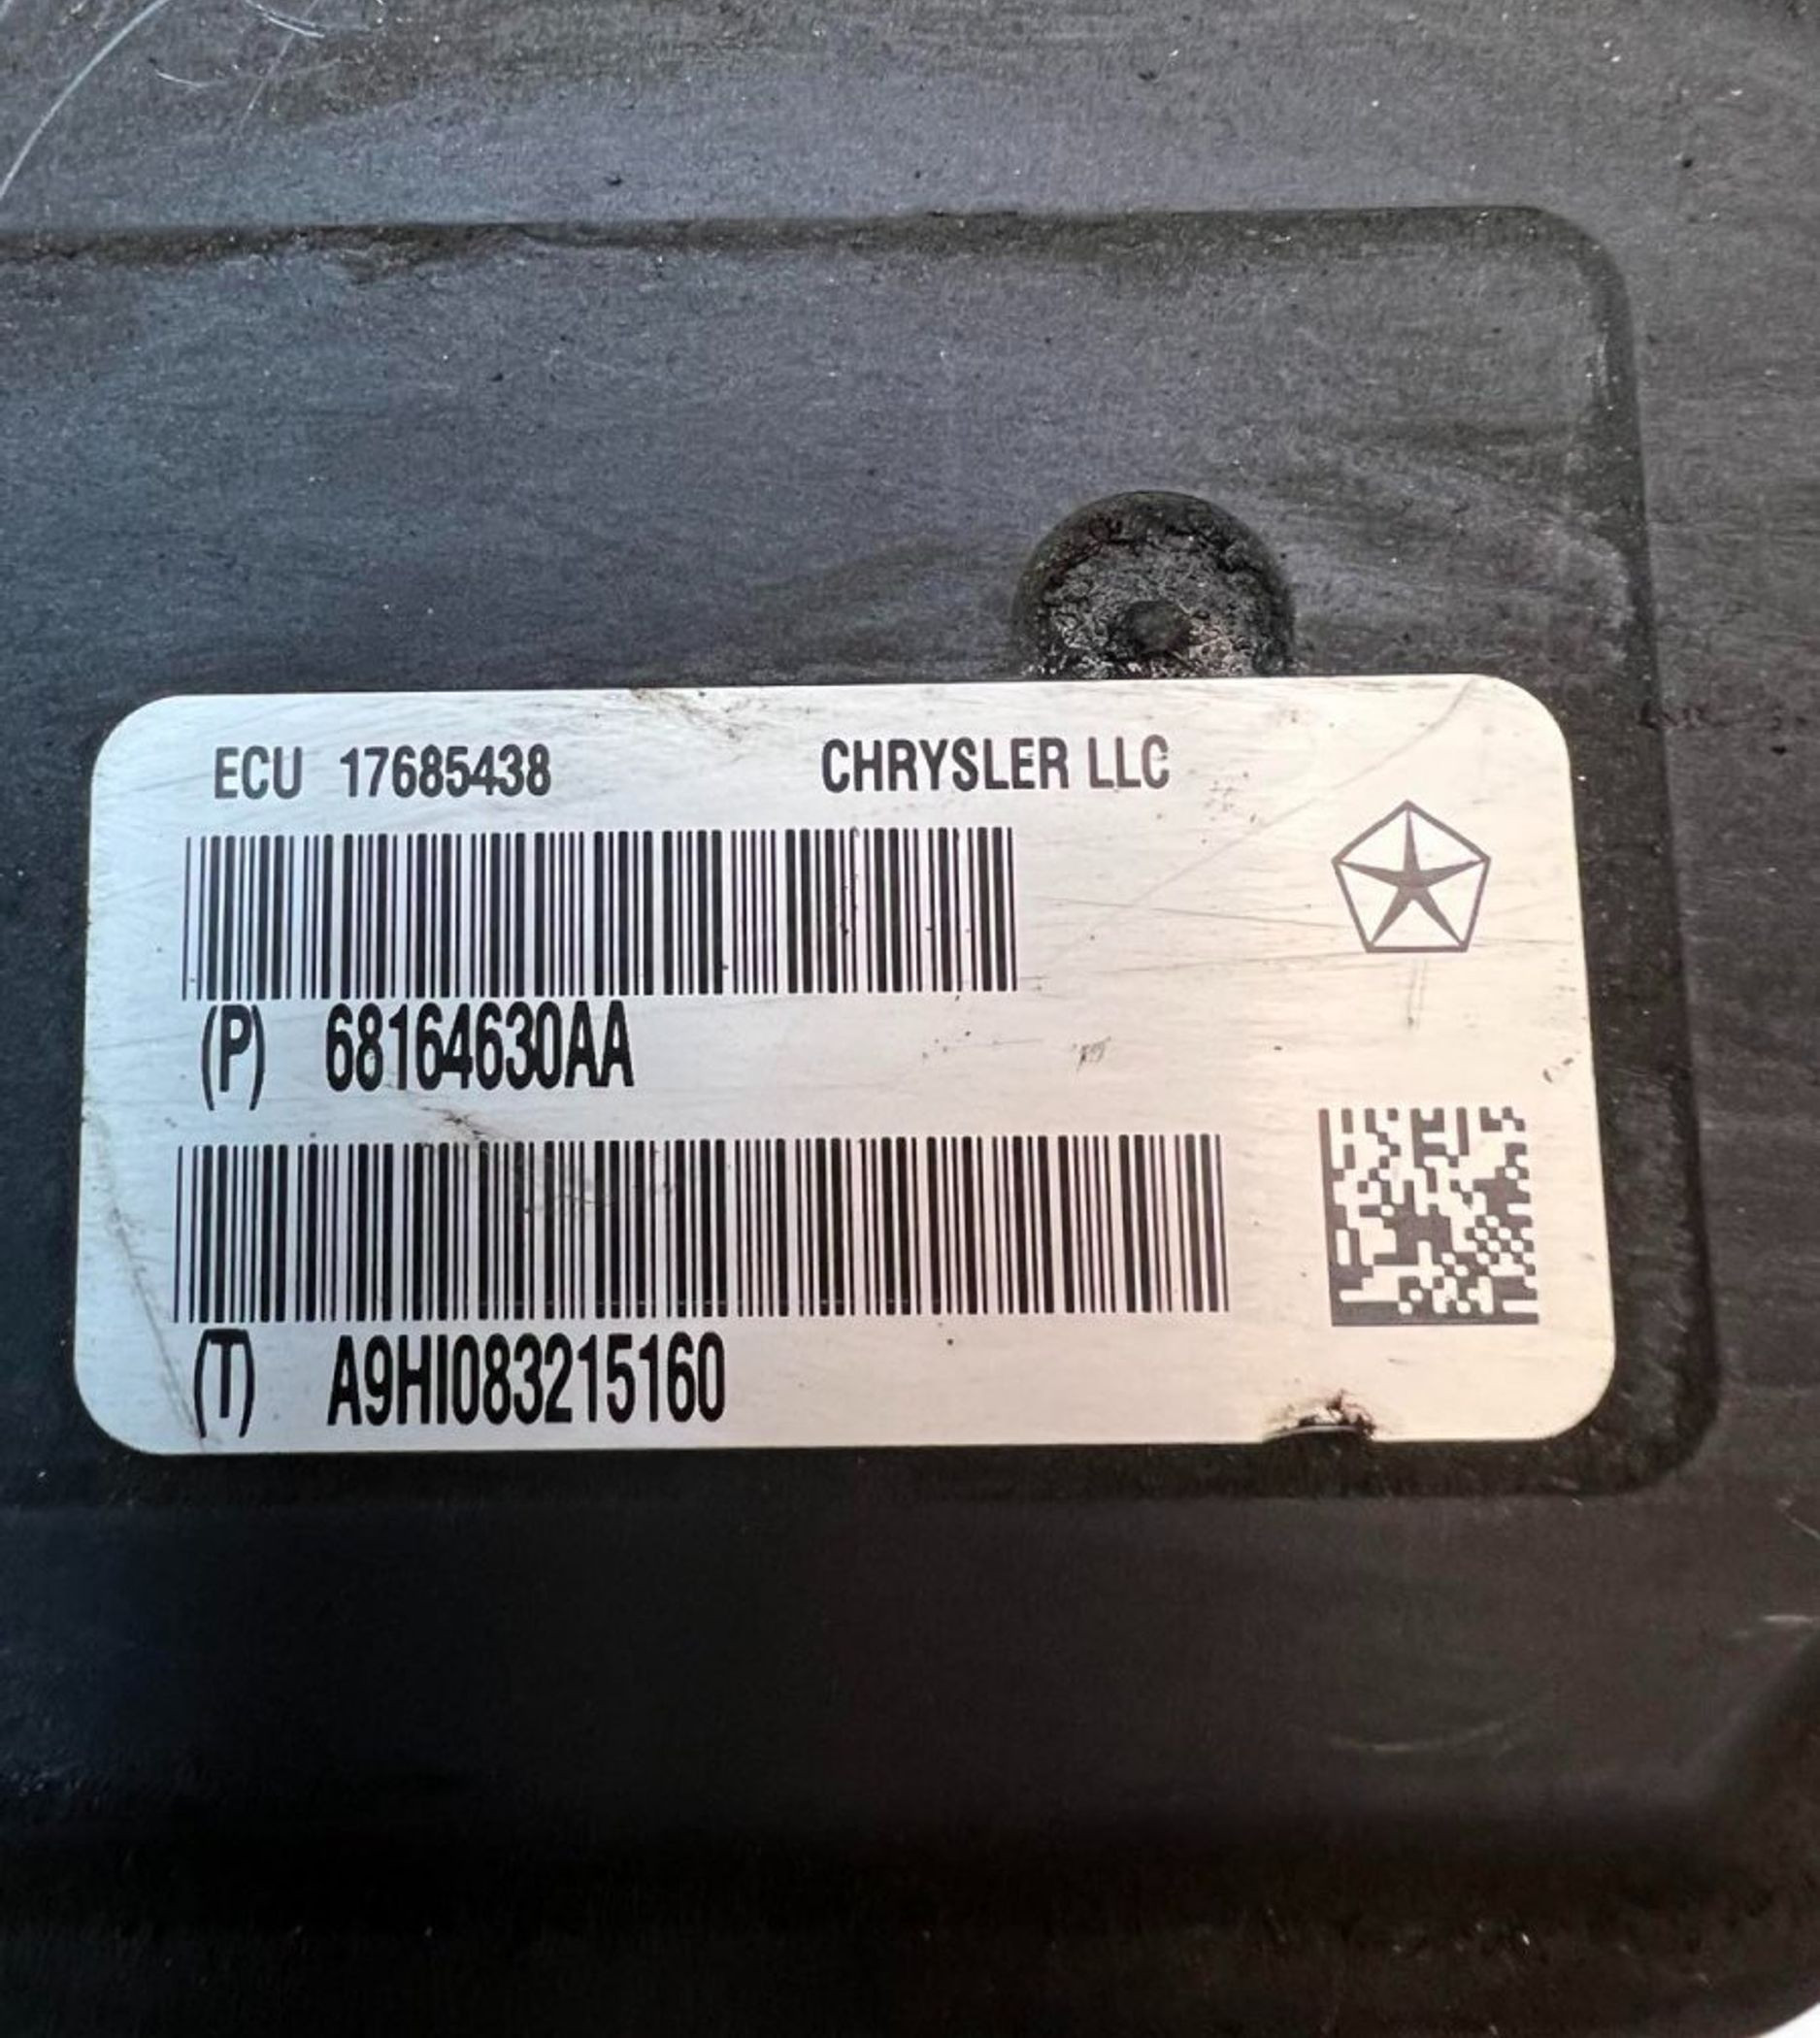 ECU 17685438 CHRYSLER LLC
(P) 68164630AA
(T) A9HI083215160